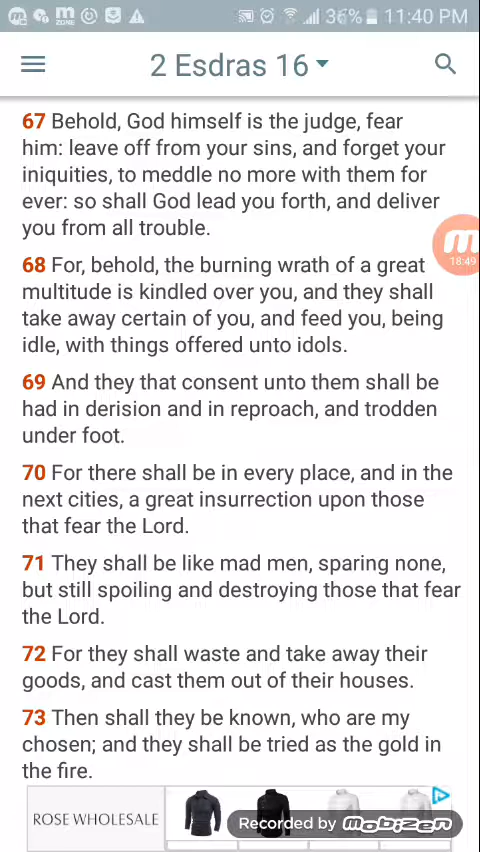 ZONE
36% 11:40 PM
2 Esdras 16
67 Behold, God himself is the judge, fear
him: leave off from your sins, and forget your
iniquities, to meddle no more with them for
ever: so shall God lead you forth, and deliver
you from all trouble.
18:49
68 For, behold, the burning wrath of a great
multitude is kindled over you, and they shall
take away certain of you, and feed you, being
idle, with things offered unto idols.
69 And they that consent unto them shall be
had in derision and in reproach, and trodden
under foot.
70 For there shall be in every place, and in the
next cities, a great insurrection upon those
that fear the Lord.
71 They shall be like mad men, sparing none,
but still spoiling and destroying those that fear
the Lord.
72 For they shall waste and take away their
goods, and cast them out of their houses.
73 Then shall they be known, who are my
chosen; and they shall be tried as the gold in
the fire.
ROSE WHOLESALE
Recorded by mobizen